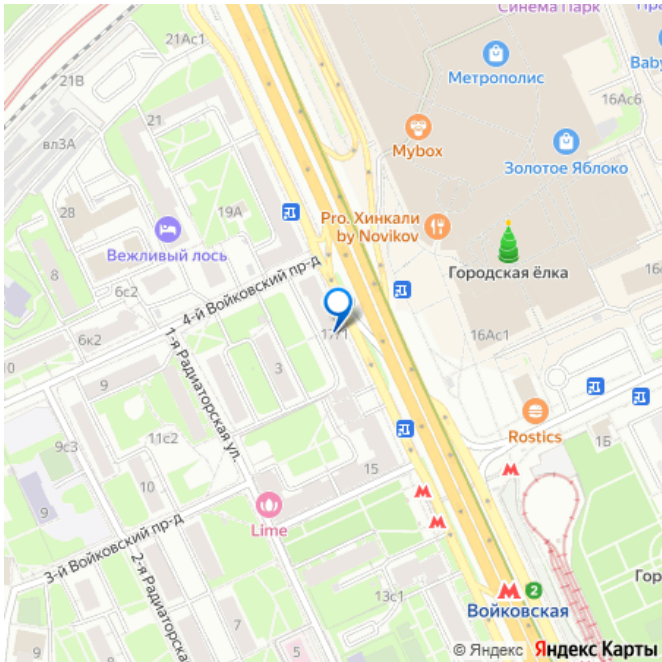 Синема Парк
21Ас1
21В
Метрополис
Baby
16Ас6
21
вл3А
Mybox
Золотое Яблоко
28
19А
Pro. Хинкали
by Novikov
Вежливый лось
Городская ёлка
8
6с2
4-й Войковский пр-д
17/1
16Ас1
10
6к2
1-я Радиаторская ул.
3
9
Rostics
11с2
1Б
9с3
15
10
9
Lime
3-й Войковский пр-д
2-я Радиаторская
Гор
2
13с1
Войковская
7
9
5
© Яндекс Яндекс Карты